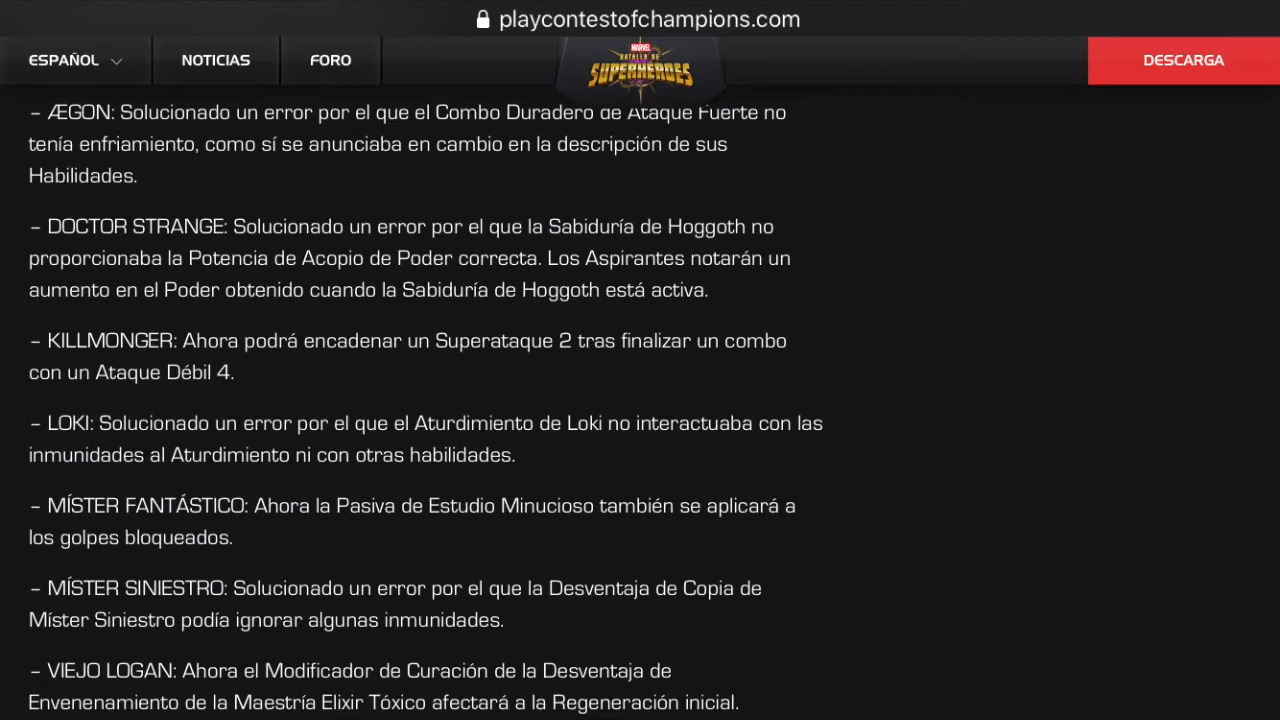 playcontestofchampions.com
ESPAÑOL
NOTICIAS
FORO
MARVEL
BATALLA DE
SUPERHÉROES
DESCARGA
– ÆGON: Solucionado un error por el que el Combo Duradero de Ataque Fuerte no
tenía enfriamiento, como sí se anunciaba en cambio en la descripción de sus
Habilidades.
– DOCTOR STRANGE: Solucionado un error por el que la Sabiduría de Hoggoth no
proporcionaba la Potencia de Acopio de Poder correcta. Los Aspirantes notarán un
aumento en el Poder obtenido cuando la Sabiduría de Hoggoth está activa.
– KILLMONGER: Ahora podrá encadenar un Superataque 2 tras finalizar un combo
con un Ataque Débil 4.
– LOKI: Solucionado un error por el que el Aturdimiento de Loki no interactuaba con las
inmunidades al Aturdimiento ni con otras habilidades.
– MÍSTER FANTÁSTICO: Ahora la Pasiva de Estudio Minucioso también se aplicará a
los golpes bloqueados.
– MÍSTER SINIESTRO: Solucionado un error por el que la Desventaja de Copia de
Míster Siniestro podía ignorar algunas inmunidades.
– VIEJO LOGAN: Ahora el Modificador de Curación de la Desventaja de
Envenenamiento de la Maestría Elixir Tóxico afectará a la Regeneración inicial.